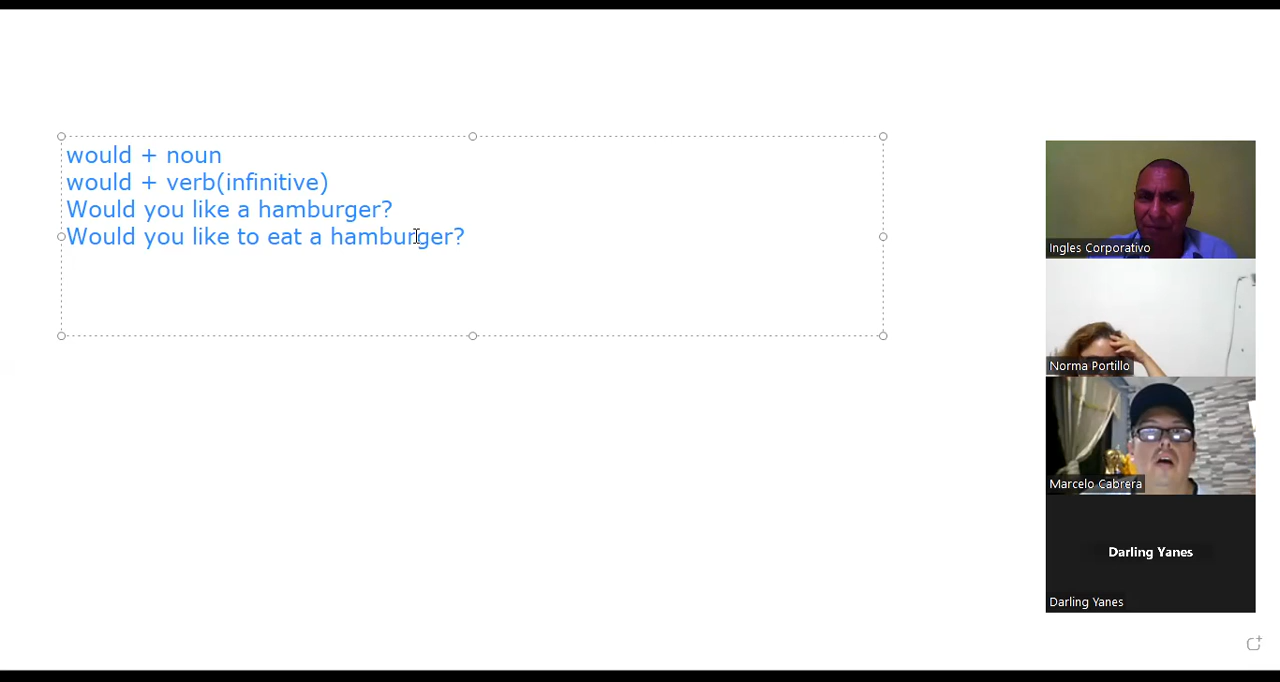 would + noun
would + verb(infinitive)
Would you like a hamburger?
Would you like to eat a hamburger?
Ingles Corporativo
Norma Portillo
Marcelo Cabrera
Darling Yanes
Darling Yanes